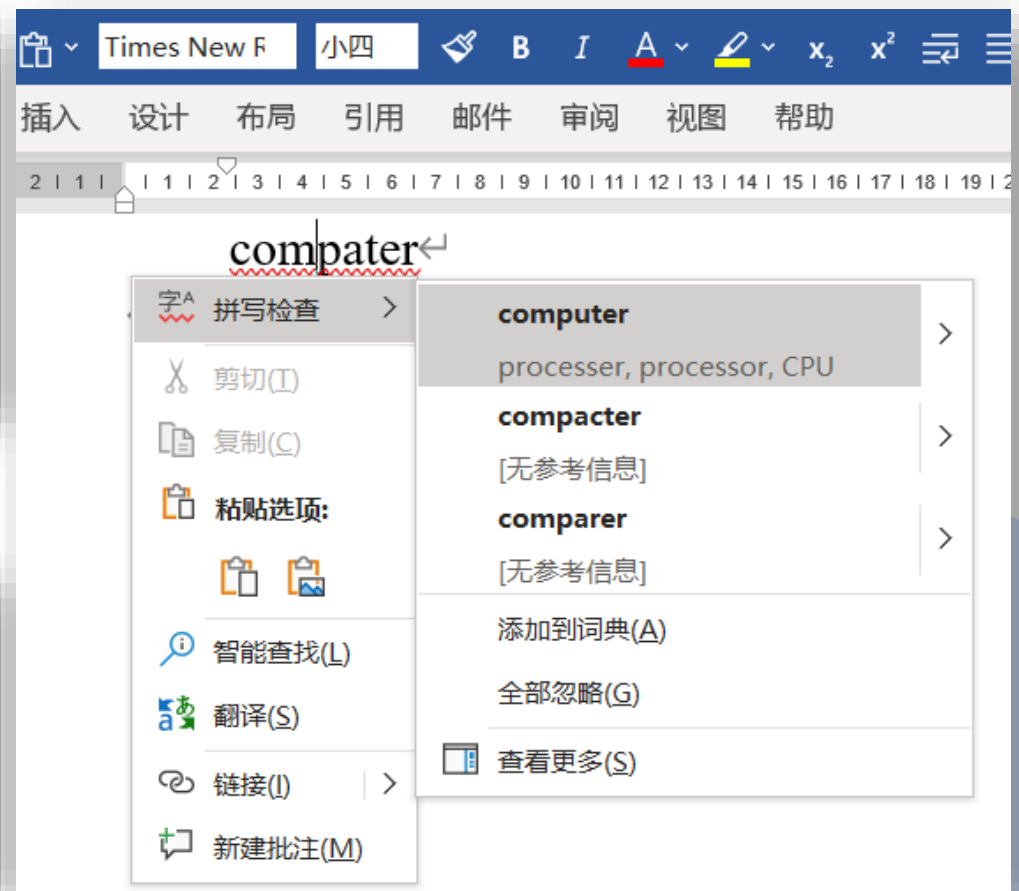 Times New R 小四 B I A x₂ x²
插入 设计 布局 引用 邮件 审阅 视图 帮助
2 1 1 2 3 4 5 6 7 8 9 10 11 12 13 14 15 16 17 18 19 2
compater
字A 拼写检查
剪切(T)
复制(C)
粘贴选项:
智能查找(L)
aあ 翻译(S)
链接(I)
新建批注(M)
computer
processer, processor, CPU
compacter
[无参考信息]
comparer
[无参考信息]
添加到词典(A)
全部忽略(G)
查看更多(S)